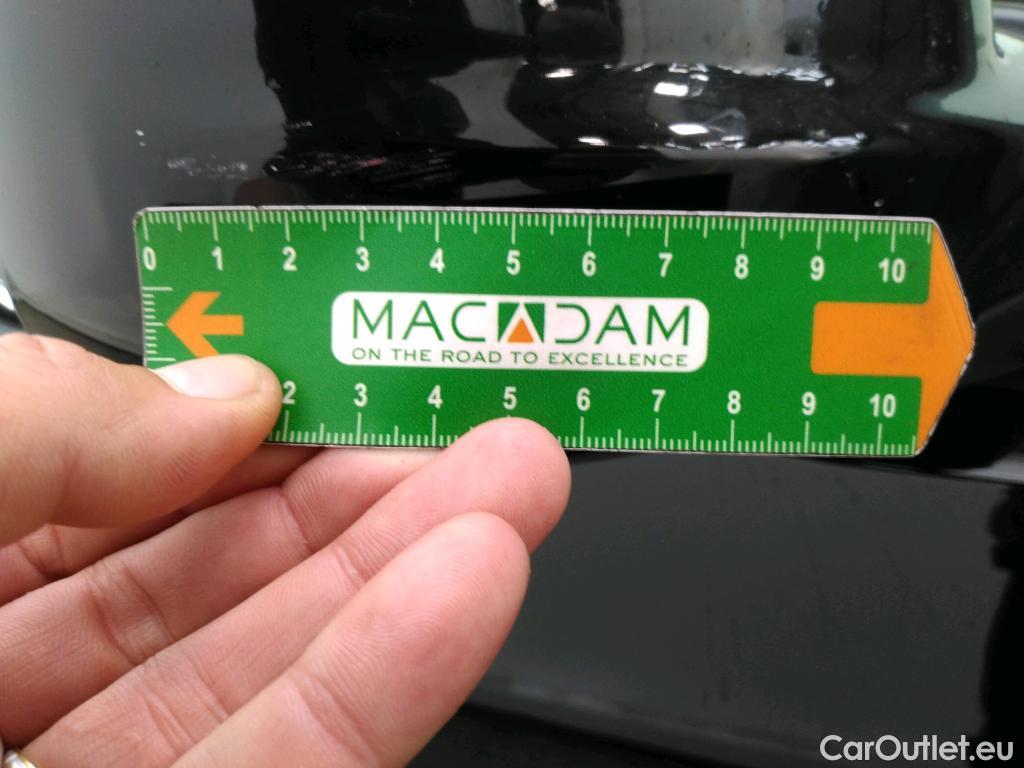 0 1 2 3 4 5 6 7 8 9 10
MACADAM
ON THE ROAD TO EXCELLENCE
2 3 4 5 6 7 8 9 10
CarOutlet.eu